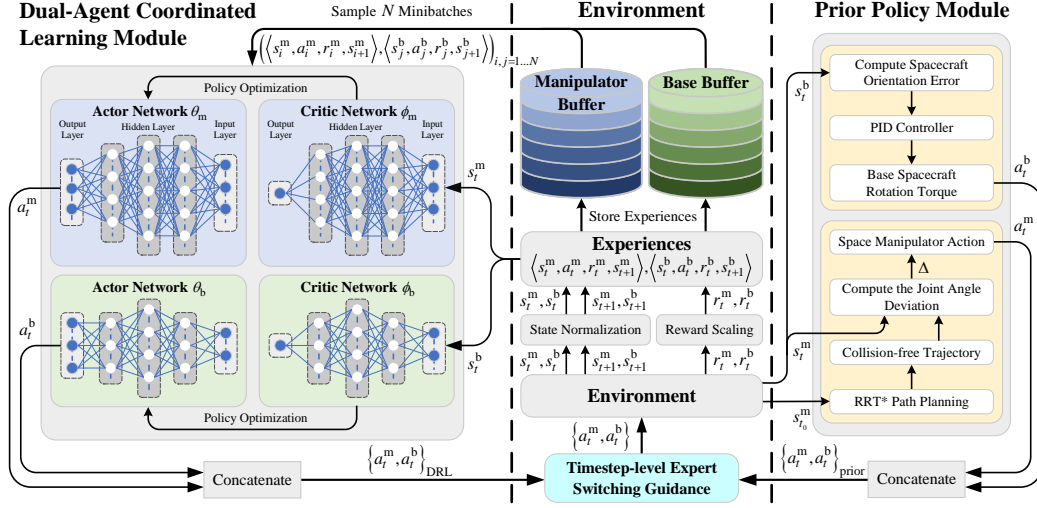 Dual-Agent Coordinated
Learning Module
Sample N Minibatches
(⟨s_i^m, a_i^m, r_i^m, s_{i+1}^m⟩, ⟨s_j^b, a_j^b, r_j^b, s_{j+1}^b⟩)_{i,j=1...N}
Policy Optimization
Actor Network θ_m
Output
Layer
Hidden Layer
Input
Layer
Critic Network ϕ_m
Output
Layer
Hidden Layer
Input
Layer
a_t^m
s_t^m
Actor Network θ_b
Critic Network ϕ_b
a_t^b
s_t^b
Policy Optimization
Concatenate
{a_t^m, a_t^b}_DRL
Environment
Manipulator
Buffer
Base Buffer
Store Experiences
Experiences
⟨s_t^m, a_t^m, r_t^m, s_{t+1}^m⟩, ⟨s_t^b, a_t^b, r_t^b, s_{t+1}^b⟩
s_t^m, s_t^b
s_{t+1}^m, s_{t+1}^b
r_t^m, r_t^b
State Normalization
Reward Scaling
s_t^m, s_t^b
s_{t+1}^m, s_{t+1}^b
r_t^m, r_t^b
Environment
{a_t^m, a_t^b}
Timestep-level Expert
Switching Guidance
Prior Policy Module
Compute Spacecraft
Orientation Error
s_t^b
PID Controller
Base Spacecraft
Rotation Torque
a_t^b
a_t^m
Space Manipulator Action
Δ
Compute the Joint Angle
Deviation
s_t^m
Collision-free Trajectory
RRT* Path Planning
s_{t_0}^m
{a_t^m, a_t^b}_prior
Concatenate